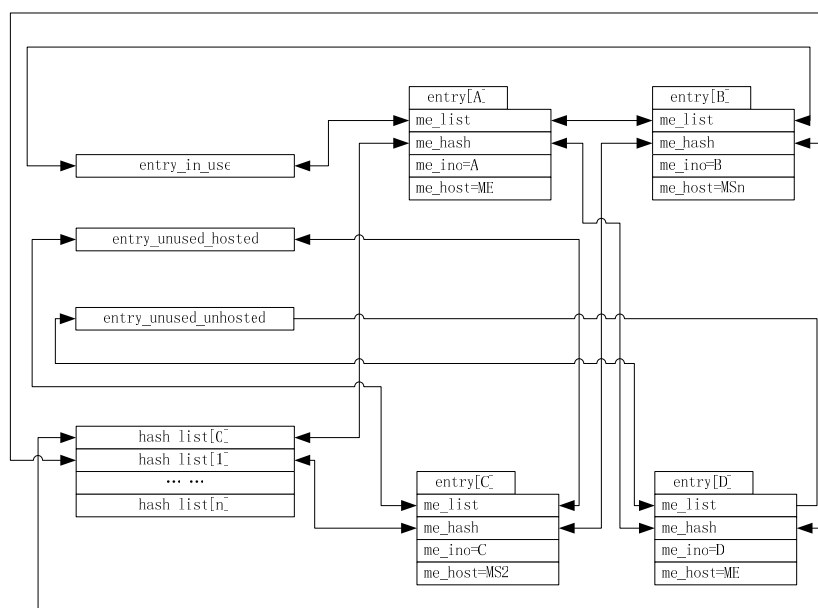 entry[A]
me_list
me_hash
me_ino=A
me_host=ME
entry[B]
me_list
me_hash
me_ino=B
me_host=MSn
entry_in_use
entry_unused_hosted
entry_unused_unhosted
hash list[0]
hash list[1]
… …
hash list[n]
entry[C]
me_list
me_hash
me_ino=C
me_host=MS2
entry[D]
me_list
me_hash
me_ino=D
me_host=ME